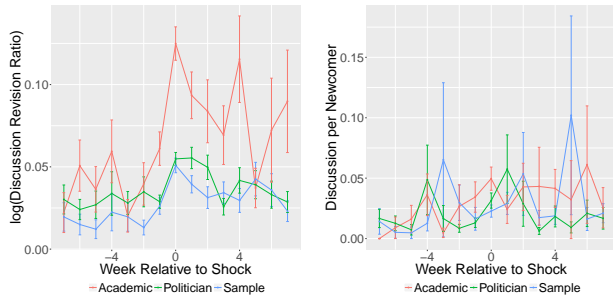 log(Discussion Revision Ratio)
0.10
0.05
0.00
−4
0
4
Week Relative to Shock
Academic Politician Sample
Discussion per Newcomer
0.15
0.10
0.05
0.00
−4
0
4
Week Relative to Shock
Academic Politician Sample